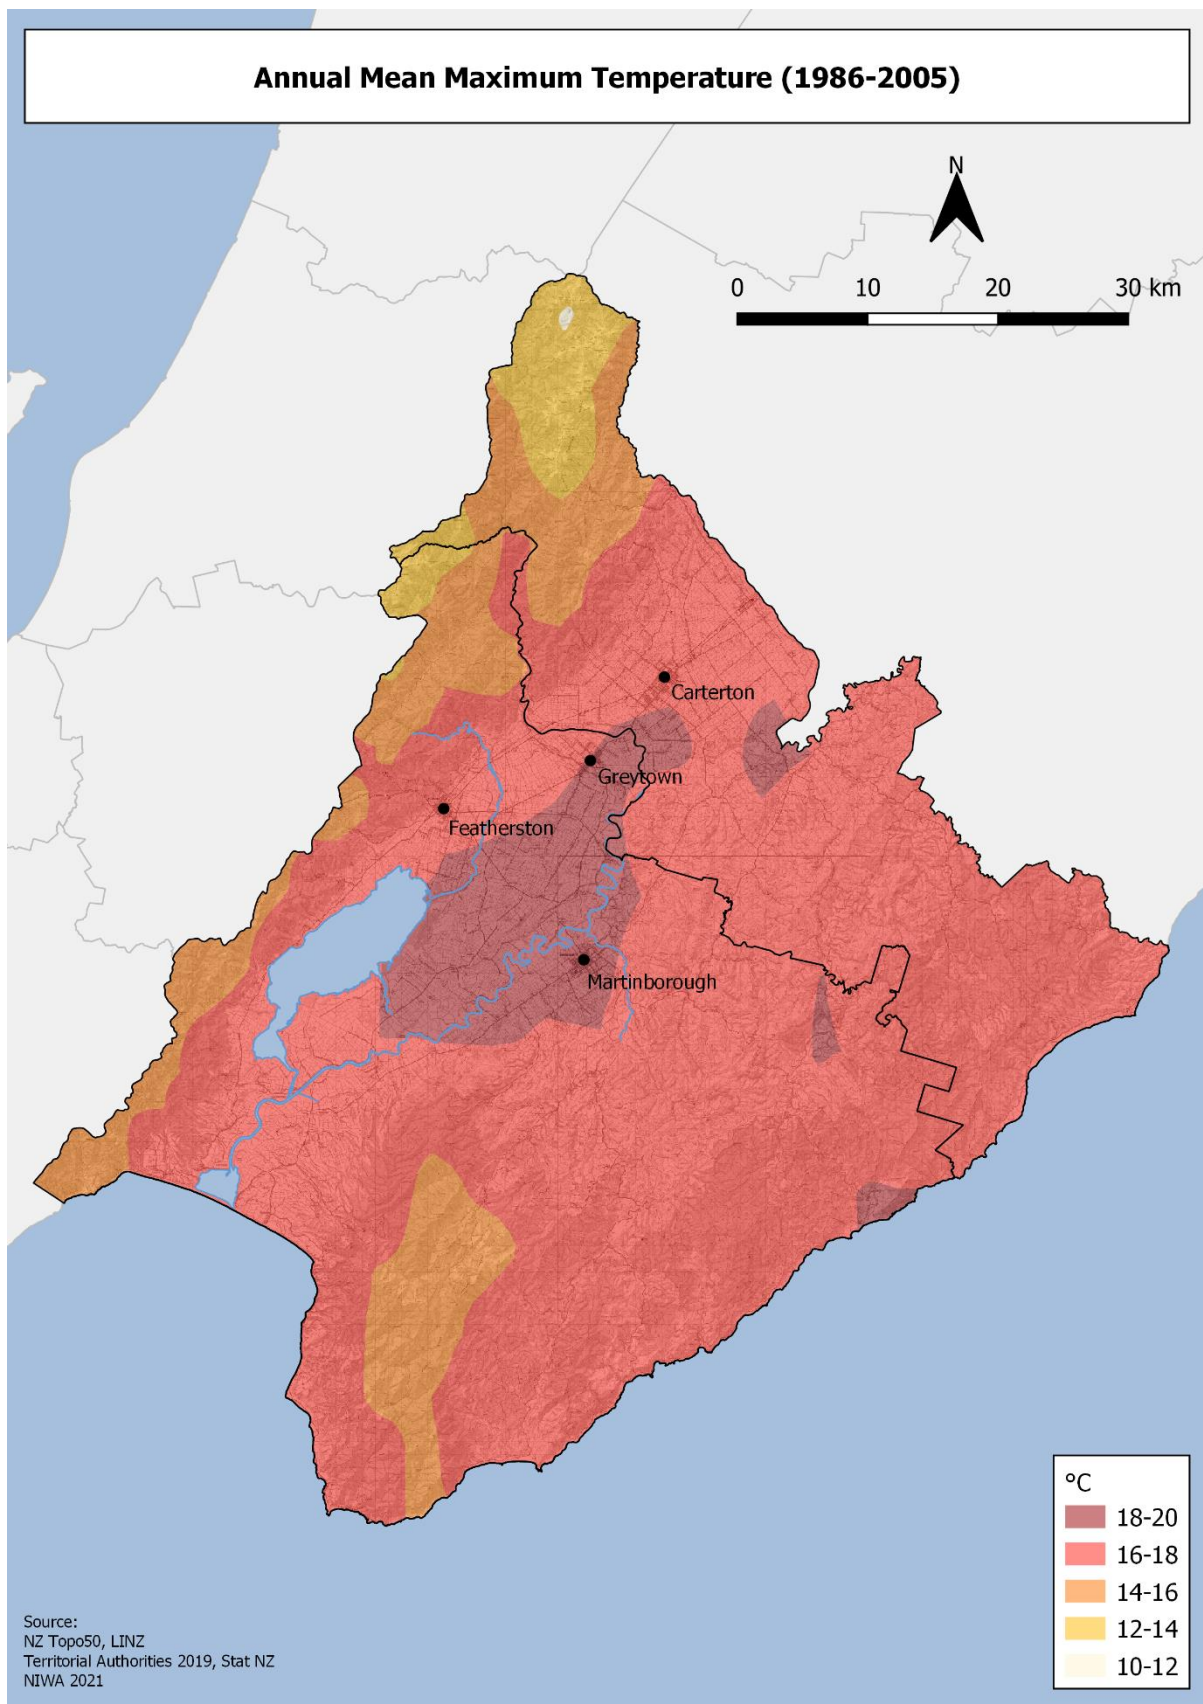 Annual Mean Maximum Temperature (1986-2005)
N
0 10 20 30 km
Carterton
Greytown
Featherston
Martinborough
°C
18-20
16-18
14-16
12-14
10-12
Source:
NZ Topo50, LINZ
Territorial Authorities 2019, Stat NZ
NIWA 2021